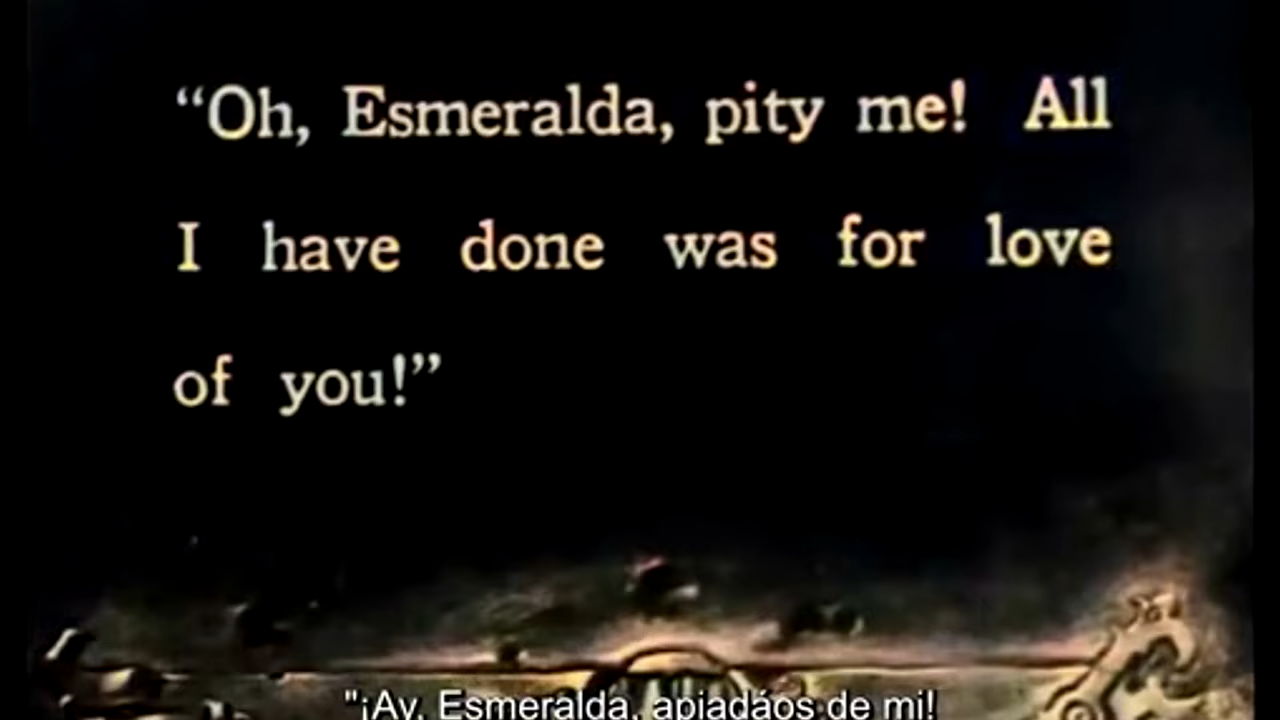 “Oh, Esmeralda, pity me! All
I have done was for love
of you!”
"¡Ay, Esmeralda, apiadáos de mi!